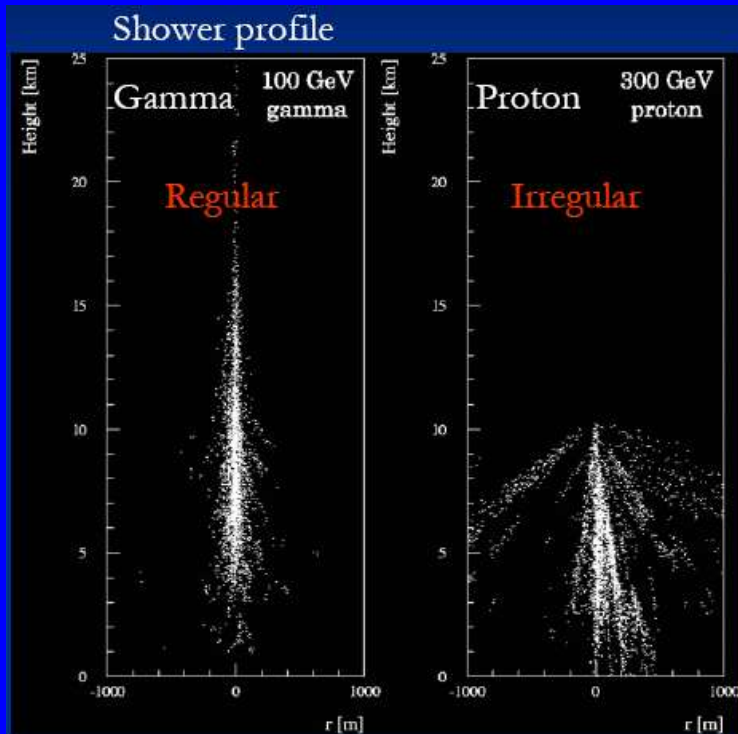 Shower profile
Height [km]
25
20
15
10
5
0
Gamma
100 GeV
gamma
Regular
-1000
0
1000
r [m]
Height [km]
25
20
15
10
5
0
Proton
300 GeV
proton
Irregular
-1000
0
1000
r [m]